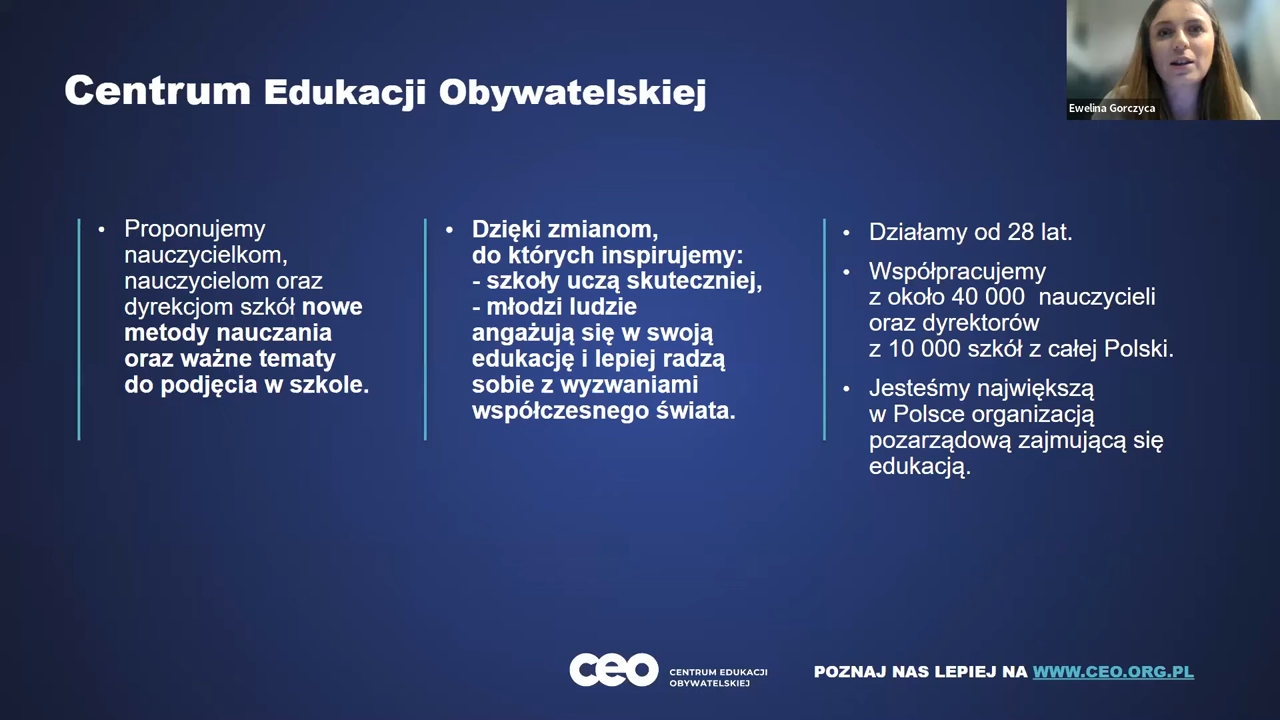 Centrum Edukacji Obywatelskiej
Ewelina Gorczyca
• Proponujemy
nauczycielkom,
nauczycielom oraz
dyrekcjom szkół nowe
metody nauczania
oraz ważne tematy
do podjęcia w szkole.
• Dzięki zmianom,
do których inspirujemy:
- szkoły uczą skuteczniej,
- młodzi ludzie
angażują się w swoją
edukację i lepiej radzą
sobie z wyzwaniami
współczesnego świata.
• Działamy od 28 lat.
• Współpracujemy
z około 40 000 nauczycieli
oraz dyrektorów
z 10 000 szkół z całej Polski.
• Jesteśmy największą
w Polsce organizacją
pozarządową zajmującą się
edukacją.
ceo CENTRUM EDUKACJI
OBYWATELSKIEJ
POZNAJ NAS LEPIEJ NA WWW.CEO.ORG.PL